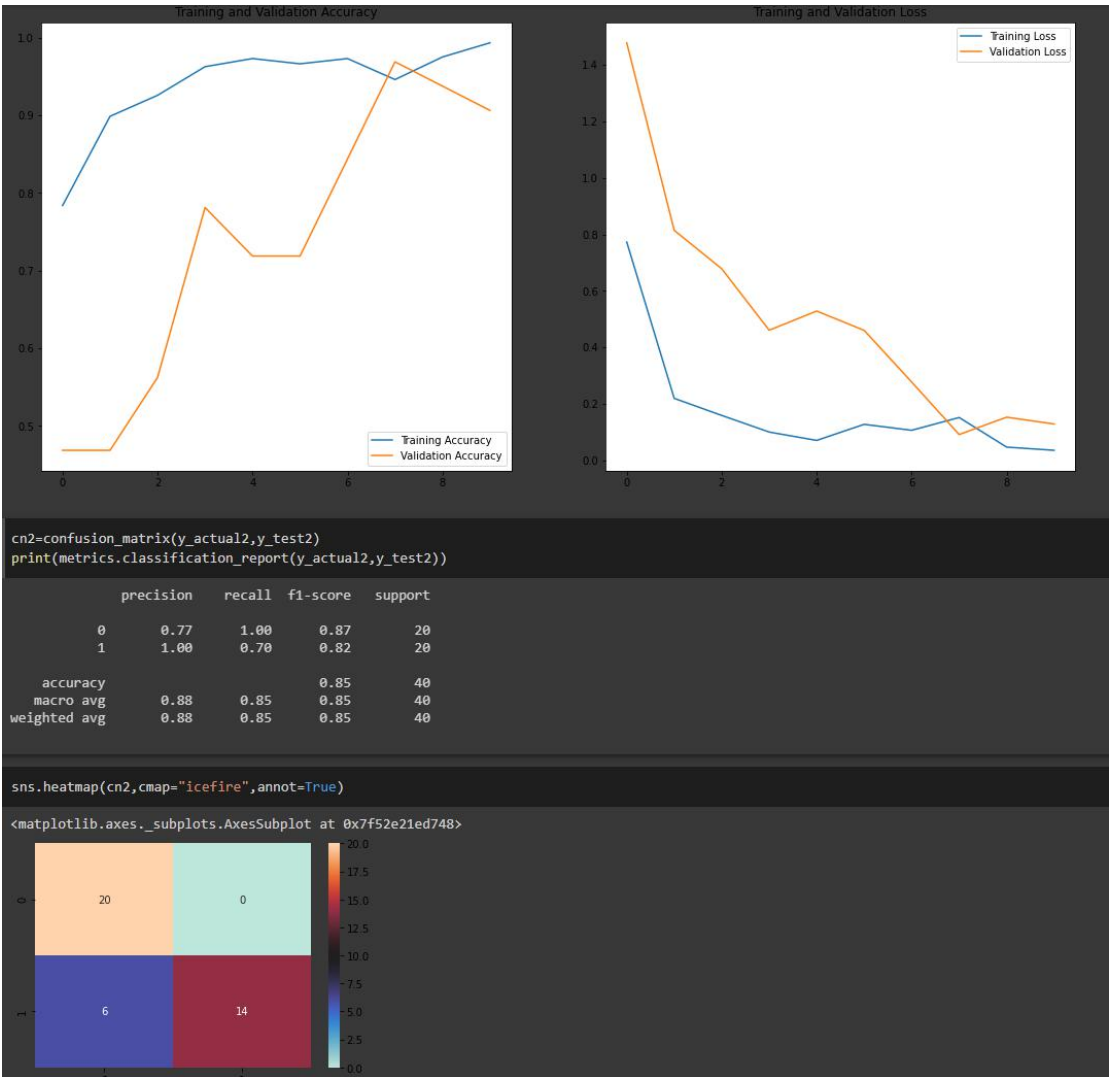 Training and Validation Accuracy
1.0
0.9
0.8
0.7
0.6
0.5
0 2 4 6 8
Training Accuracy
Validation Accuracy
Training and Validation Loss
1.4
1.2
1.0
0.8
0.6
0.4
0.2
0.0
0 2 4 6 8
Training Loss
Validation Loss
cn2=confusion_matrix(y_actual2,y_test2)
print(metrics.classification_report(y_actual2,y_test2))
precision recall f1-score support
0 0.77 1.00 0.87 20
1 1.00 0.70 0.82 20
accuracy 0.85 40
macro avg 0.88 0.85 0.85 40
weighted avg 0.88 0.85 0.85 40
sns.heatmap(cn2,cmap="icefire",annot=True)
<matplotlib.axes._subplots.AxesSubplot at 0x7f52e21ed748>
0
20 0
1
6 14
20.0
17.5
15.0
12.5
10.0
7.5
5.0
2.5
0.0